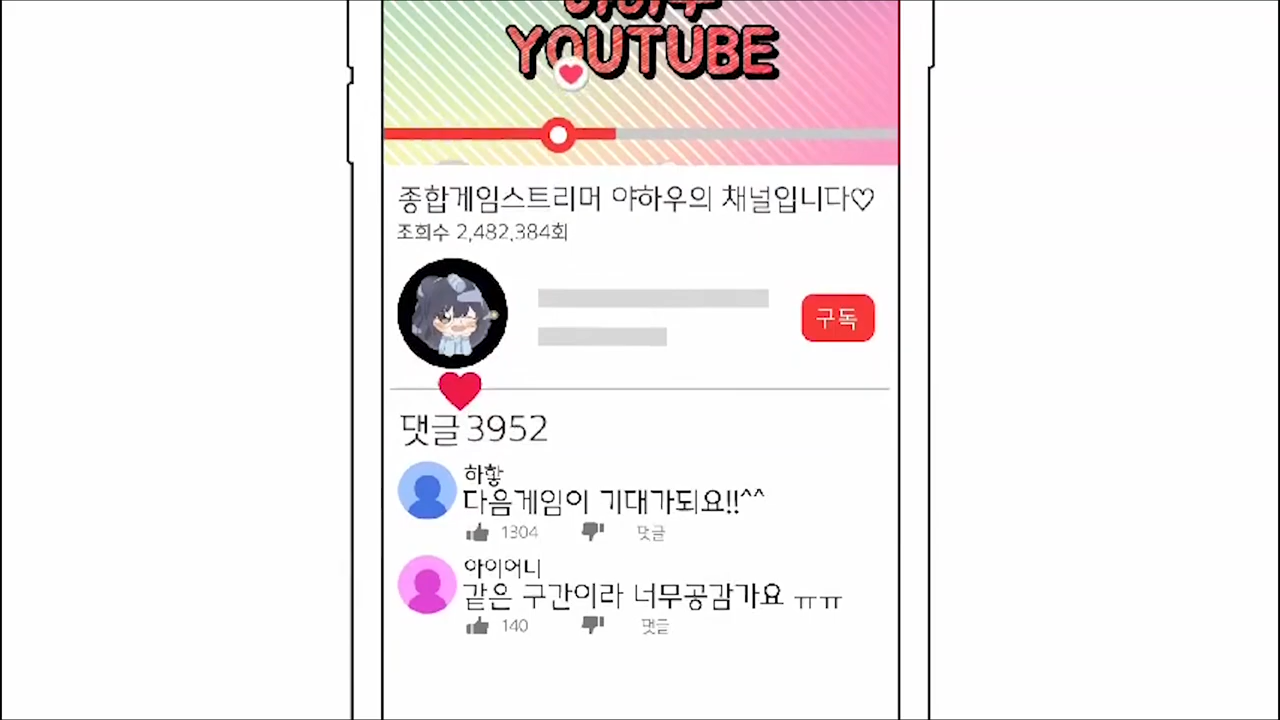 YOUTUBE
종합게임스트리머 야하우의 채널입니다♡
조회수 2,482,384회
구독
댓글 3952
하핳
다음게임이 기대가되요!!^^
1304 댓글
아이어니
같은 구간이라 너무공감가요 ㅠㅠ
140 댓글